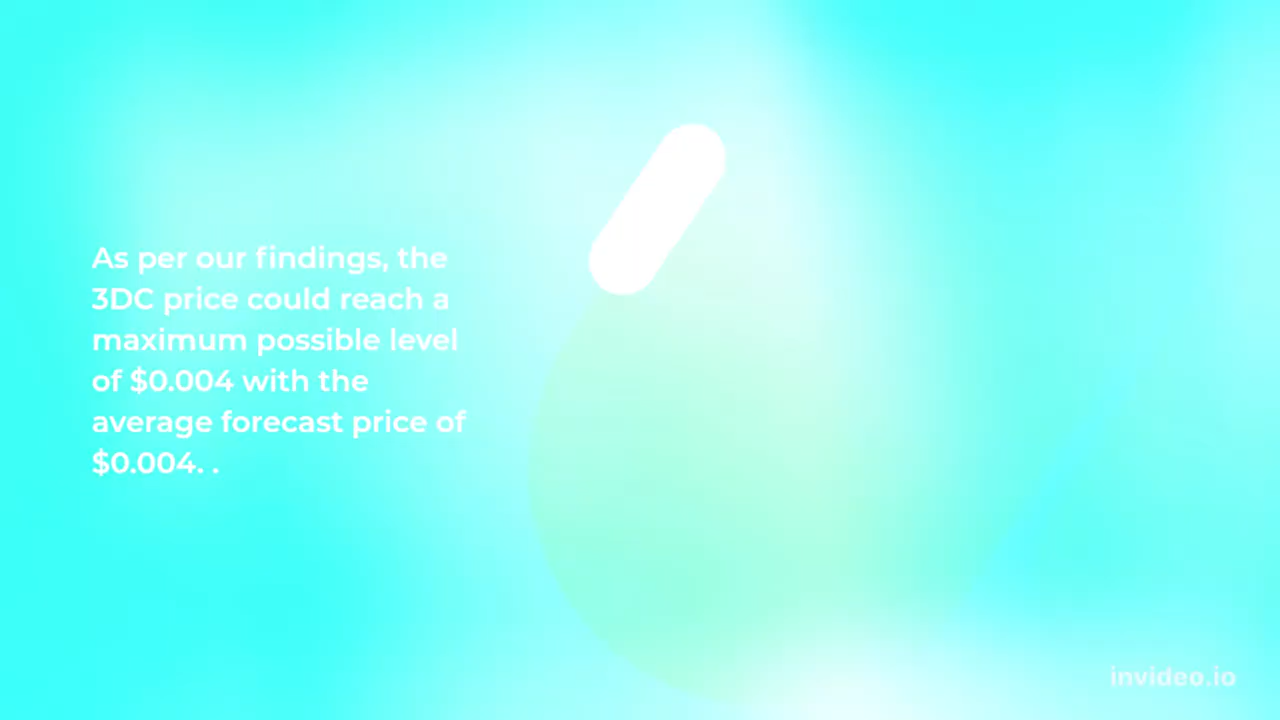 As per our findings, the
3DC price could reach a
maximum possible level
of $0.004 with the
average forecast price of
$0.004. .
invideo.io